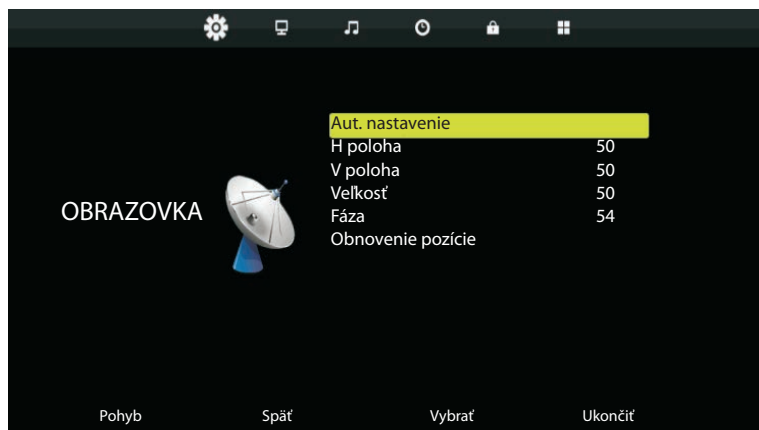 Aut. nastavenie
H poloha 50
V poloha 50
Veľkosť 50
OBRAZOVKA
Fáza 54
Obnovenie pozície
Pohyb Späť Vybrať Ukončiť